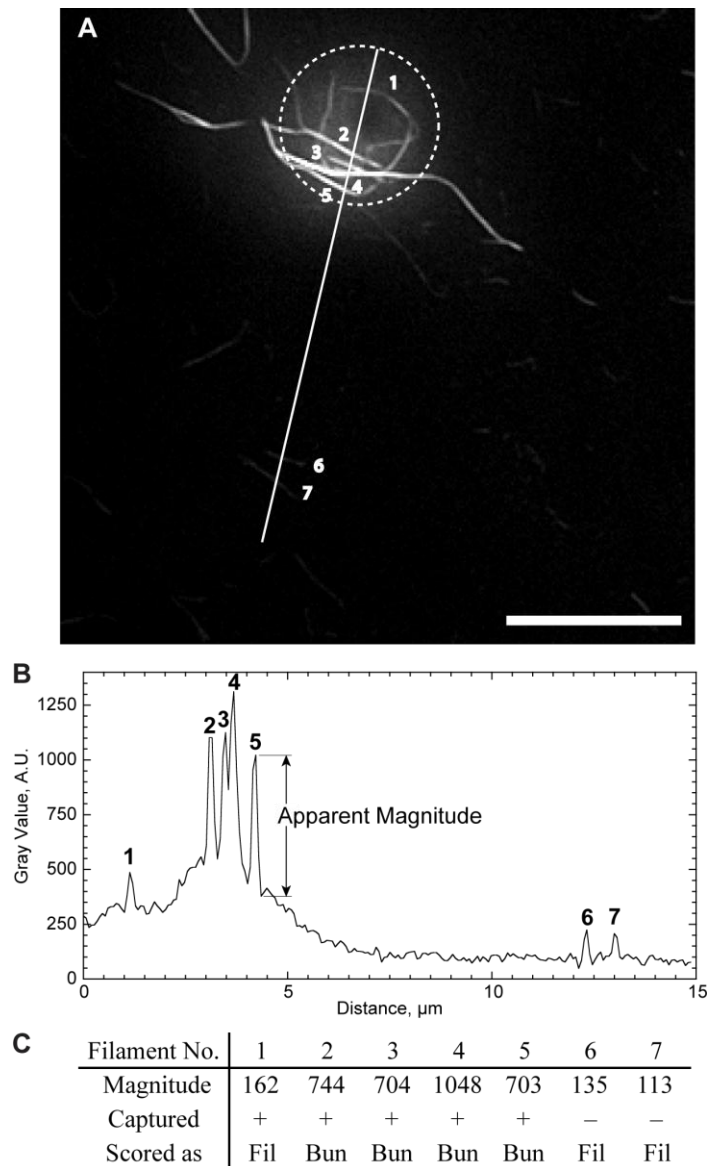 A
1
2
3
4
5
6
7
B
1250
1000
750
500
250
0
Gray Value, A.U.
1
2
3
4
5
6
7
Apparent Magnitude
0 5 10 15
Distance, µm
C
Filament No. 1 2 3 4 5 6 7
Magnitude 162 744 704 1048 703 135 113
Captured + + + + + – –
Scored as Fil Bun Bun Bun Bun Fil Fil